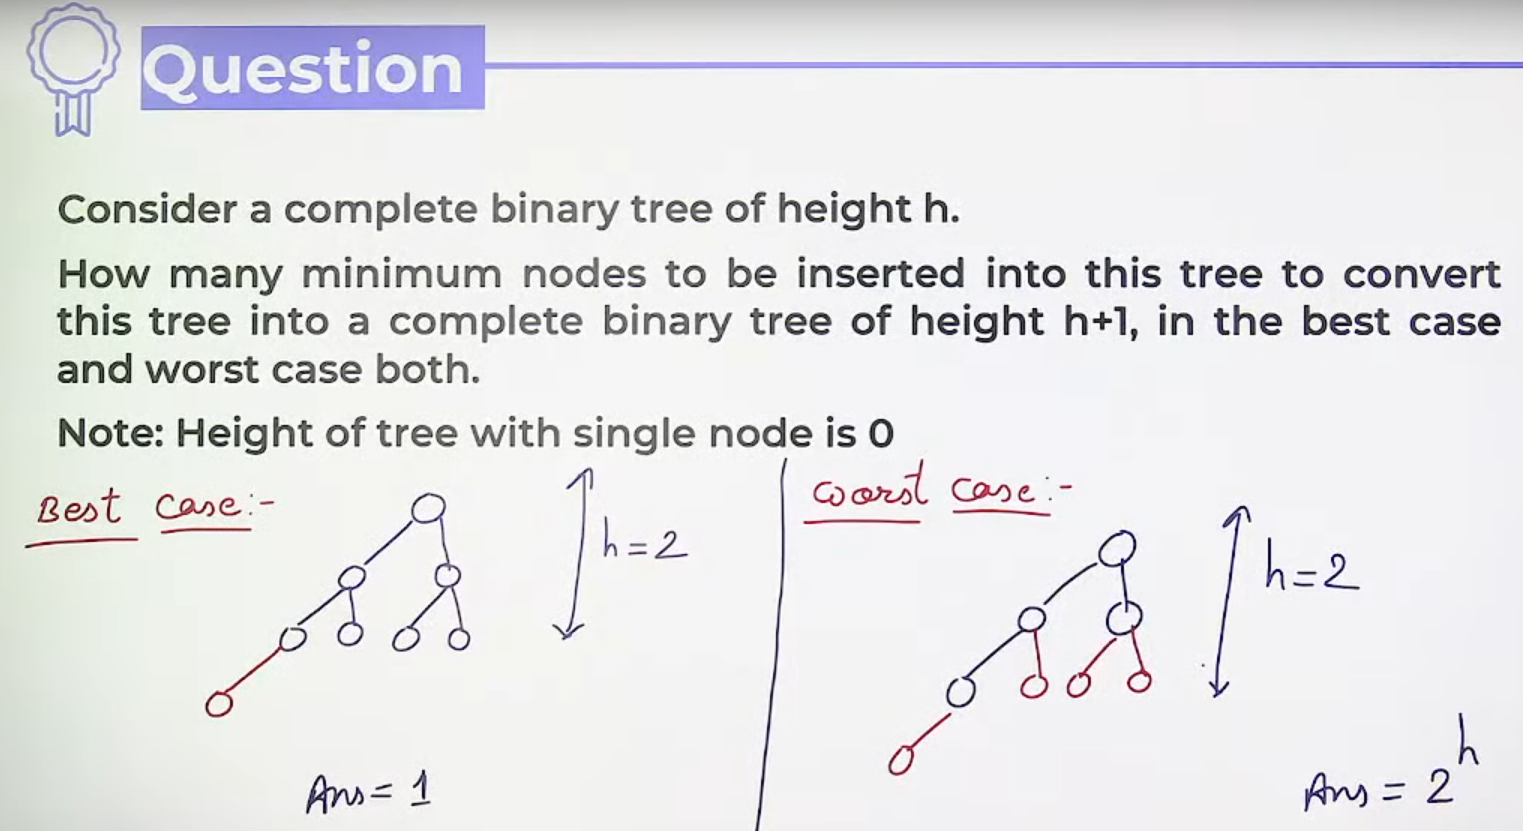 Question
Consider a complete binary tree of height h.
How many minimum nodes to be inserted into this tree to convert
this tree into a complete binary tree of height h+1, in the best case
and worst case both.
Note: Height of tree with single node is 0
Best Case:-
h=2
Ans= 1
Worst Case:-
h=2
Ans = 2^h